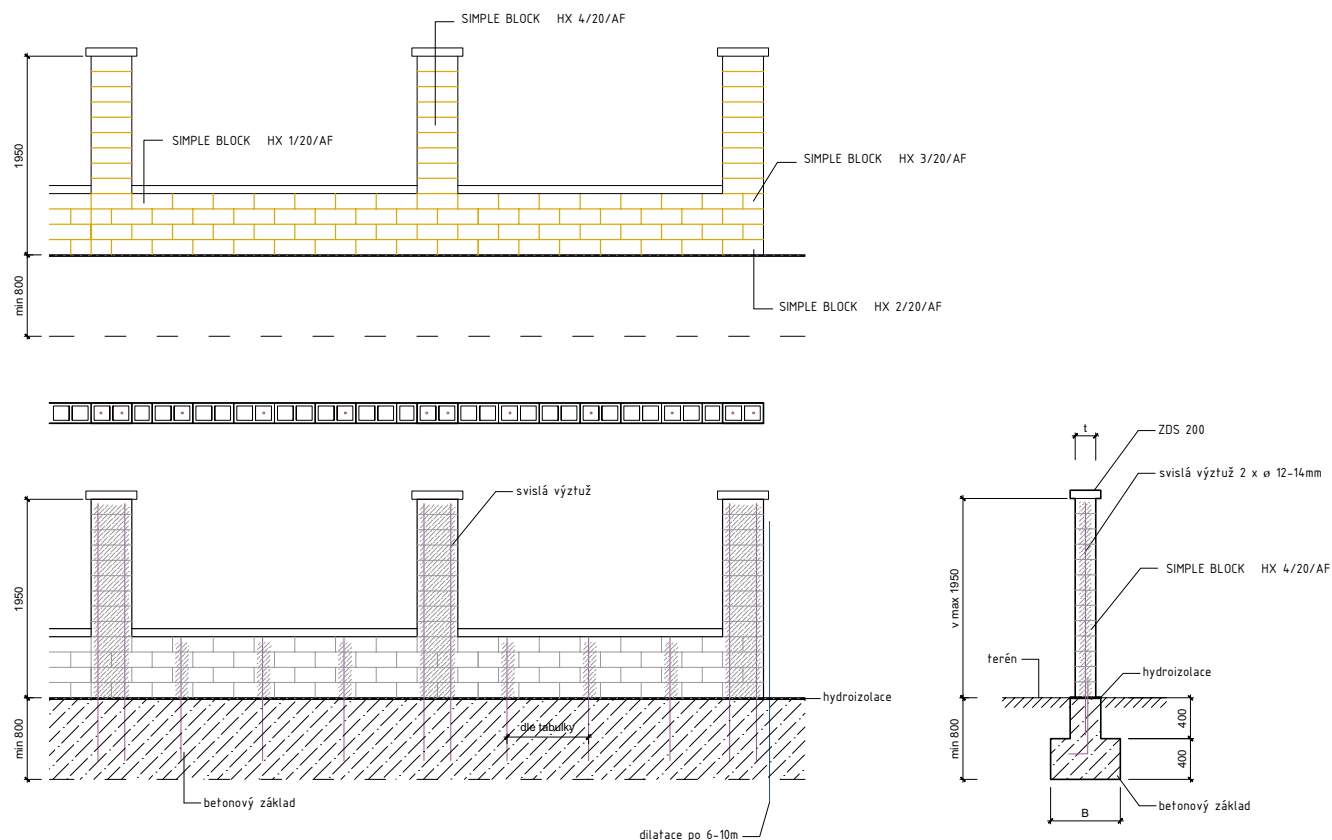 SIMPLE BLOCK HX 4/20/AF
SIMPLE BLOCK HX 1/20/AF
SIMPLE BLOCK HX 3/20/AF
1950
min 800
SIMPLE BLOCK HX 2/20/AF
t
ZDS 200
svislá výztuž
svislá výztuž 2 x ø 12-14mm
1950
v max 1950
SIMPLE BLOCK HX 4/20/AF
terén
hydroizolace
hydroizolace
min 800
dle tabulky
min 800
400
400
betonový základ
B
betonový základ
dilatace po 6-10m